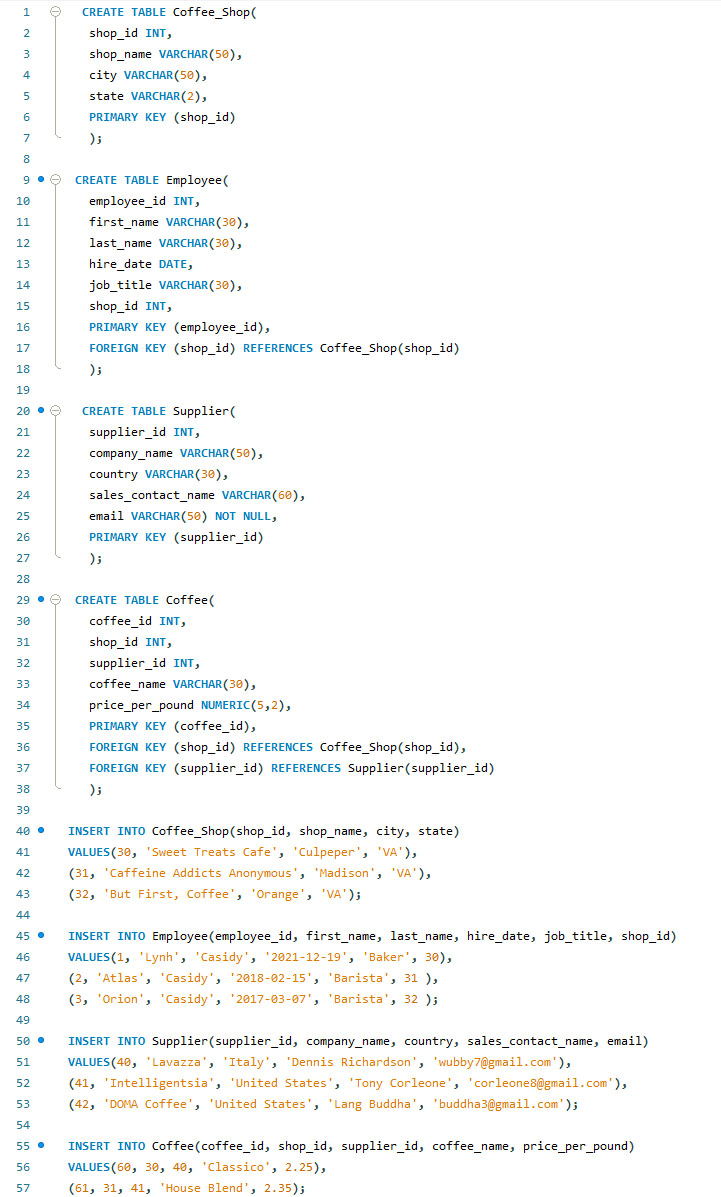 1 CREATE TABLE Coffee_Shop(
2 shop_id INT,
3 shop_name VARCHAR(50),
4 city VARCHAR(50),
5 state VARCHAR(2),
6 PRIMARY KEY (shop_id)
7 );
8
9 CREATE TABLE Employee(
10 employee_id INT,
11 first_name VARCHAR(30),
12 last_name VARCHAR(30),
13 hire_date DATE,
14 job_title VARCHAR(30),
15 shop_id INT,
16 PRIMARY KEY (employee_id),
17 FOREIGN KEY (shop_id) REFERENCES Coffee_Shop(shop_id)
18 );
19
20 CREATE TABLE Supplier(
21 supplier_id INT,
22 company_name VARCHAR(50),
23 country VARCHAR(30),
24 sales_contact_name VARCHAR(60),
25 email VARCHAR(50) NOT NULL,
26 PRIMARY KEY (supplier_id)
27 );
28
29 CREATE TABLE Coffee(
30 coffee_id INT,
31 shop_id INT,
32 supplier_id INT,
33 coffee_name VARCHAR(30),
34 price_per_pound NUMERIC(5,2),
35 PRIMARY KEY (coffee_id),
36 FOREIGN KEY (shop_id) REFERENCES Coffee_Shop(shop_id),
37 FOREIGN KEY (supplier_id) REFERENCES Supplier(supplier_id)
38 );
39
40 INSERT INTO Coffee_Shop(shop_id, shop_name, city, state)
41 VALUES(30, 'Sweet Treats Cafe', 'Culpeper', 'VA'),
42 (31, 'Caffeine Addicts Anonymous', 'Madison', 'VA'),
43 (32, 'But First, Coffee', 'Orange', 'VA');
44
45 INSERT INTO Employee(employee_id, first_name, last_name, hire_date, job_title, shop_id)
46 VALUES(1, 'Lynh', 'Casidy', '2021-12-19', 'Baker', 30),
47 (2, 'Atlas', 'Casidy', '2018-02-15', 'Barista', 31 ),
48 (3, 'Orion', 'Casidy', '2017-03-07', 'Barista', 32 );
49
50 INSERT INTO Supplier(supplier_id, company_name, country, sales_contact_name, email)
51 VALUES(40, 'Lavazza', 'Italy', 'Dennis Richardson', 'wubby7@gmail.com'),
52 (41, 'Intelligentsia', 'United States', 'Tony Corleone', 'corleone8@gmail.com'),
53 (42, 'DOMA Coffee', 'United States', 'Lang Buddha', 'buddha3@gmail.com');
54
55 INSERT INTO Coffee(coffee_id, shop_id, supplier_id, coffee_name, price_per_pound)
56 VALUES(60, 30, 40, 'Classico', 2.25),
57 (61, 31, 41, 'House Blend', 2.35);